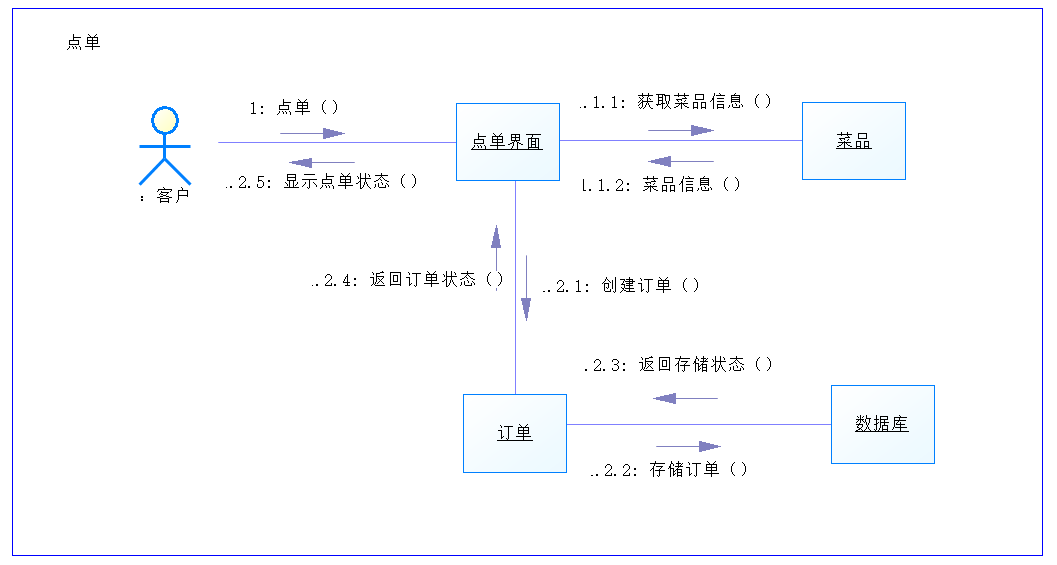 点单
1: 点单（）
..1.1: 获取菜品信息（）
点单界面
菜品
..2.5: 显示点单状态（）
1.1.2: 菜品信息（）
: 客户
..2.4: 返回订单状态（）
..2.1: 创建订单（）
.2.3: 返回存储状态（）
订单
数据库
..2.2: 存储订单（）